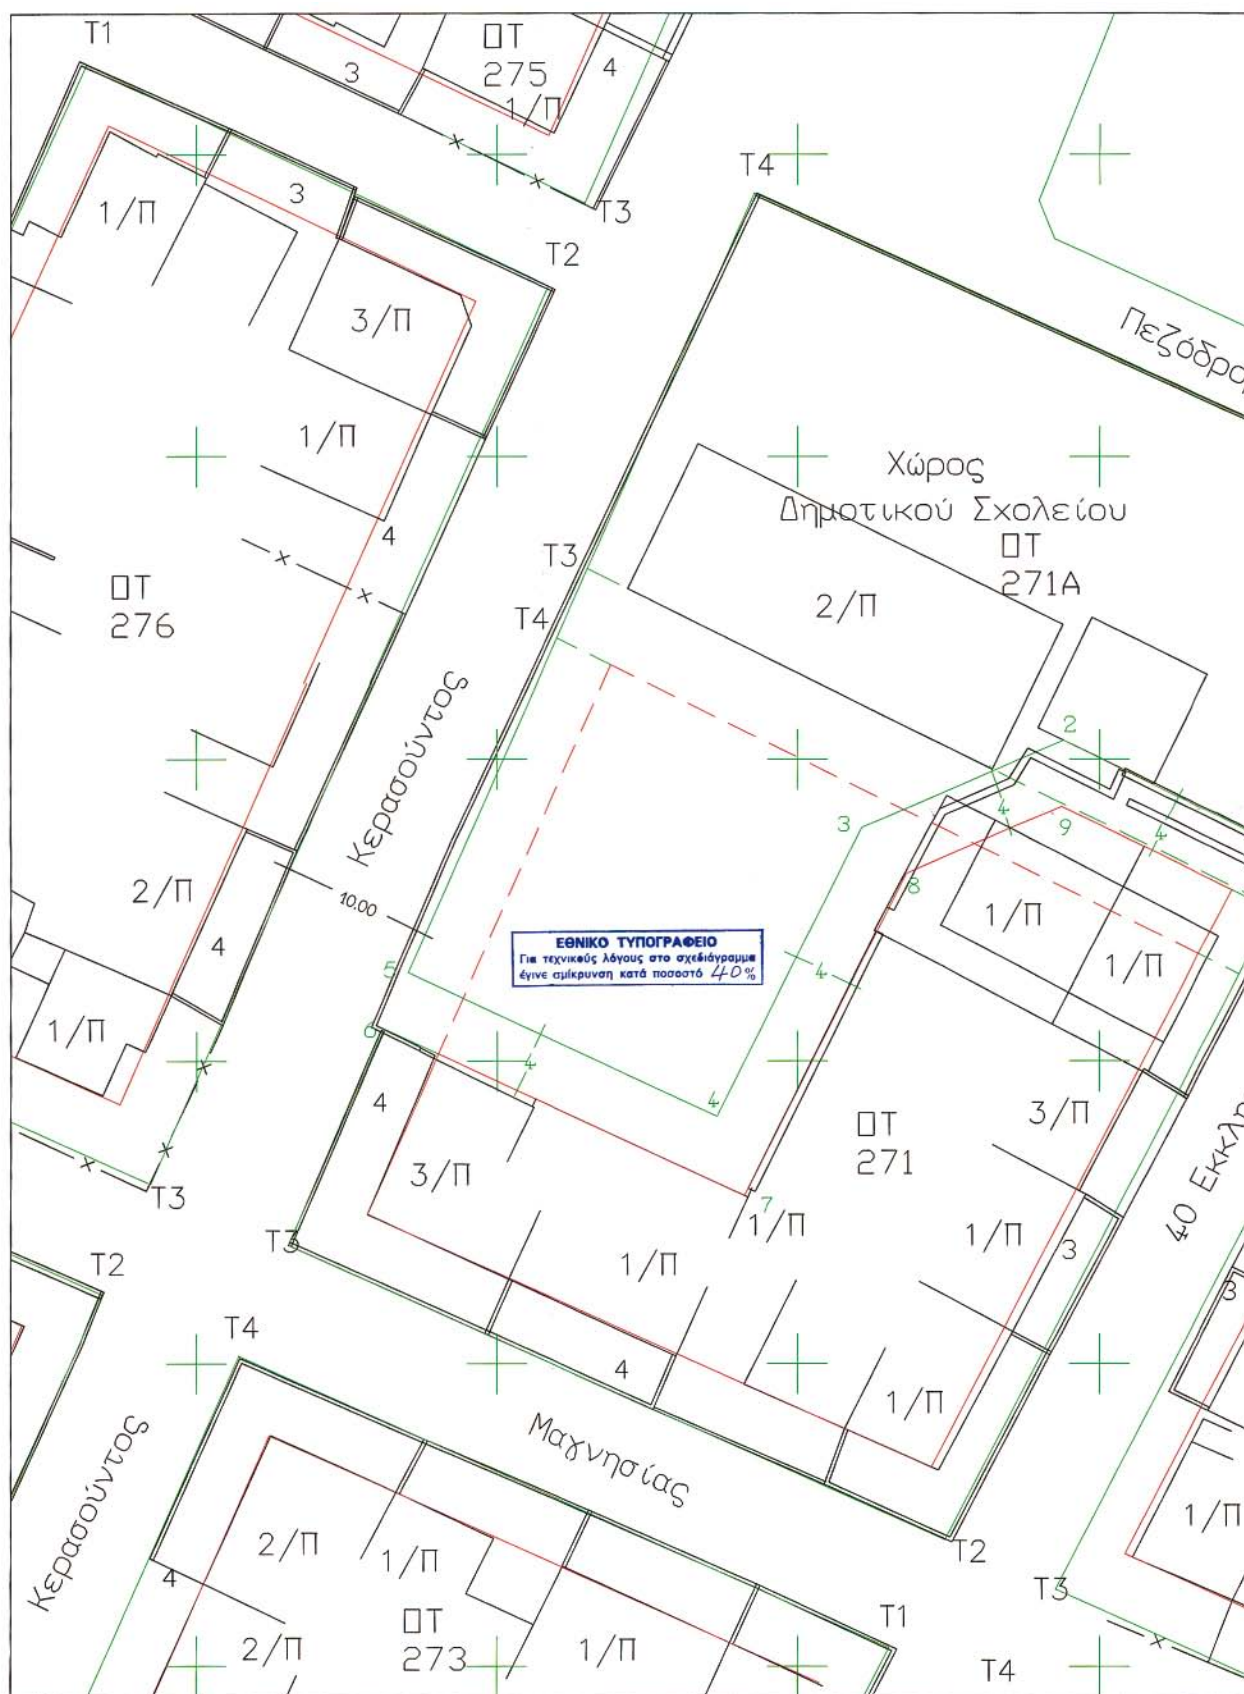 T1
ΟΤ
275
3
4
1/Π
T3
T4
3
1/Π
T2
3/Π
1/Π
4
Χώρος
Δημοτικού Σχολείου
ΟΤ
271Α
2/Π
T3
T4
ΟΤ
276
Κερασούντος
2
3
4
9
4
8
1/Π
1/Π
2/Π
10.00
4
ΕΘΝΙΚΟ ΤΥΠΟΓΡΑΦΕΙΟ
Για τεχνικούς λόγους στο σχεδιάγραμμα
έγινε σμίκρυνση κατά ποσοστό 40%
4
5
6
1/Π
4
4
4
3/Π
ΟΤ
271
3/Π
7
1/Π
T3
T3
1/Π
1/Π
3
40
T2
3
T4
4
1/Π
Μαγνησίας
Κερασούντος
2/Π
1/Π
4
1/Π
T2
T3
ΟΤ
273
2/Π
1/Π
T1
T4